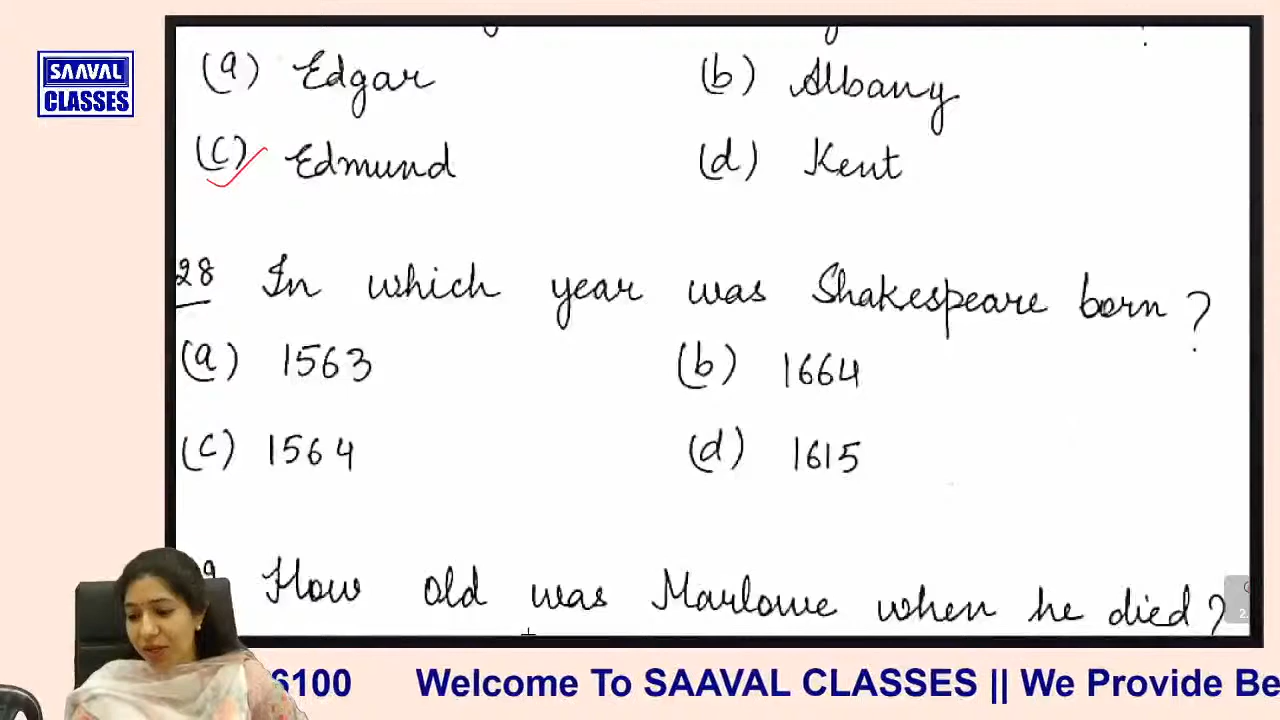 SAAVAL
CLASSES
(a) Edgar (b) Albany
(c) Edmund (d) Kent
28 In which year was Shakespeare born?
(a) 1563 (b) 1664
(c) 1564 (d) 1615
9 How old was Marlowe when he died?
6100 Welcome To SAAVAL CLASSES || We Provide Be